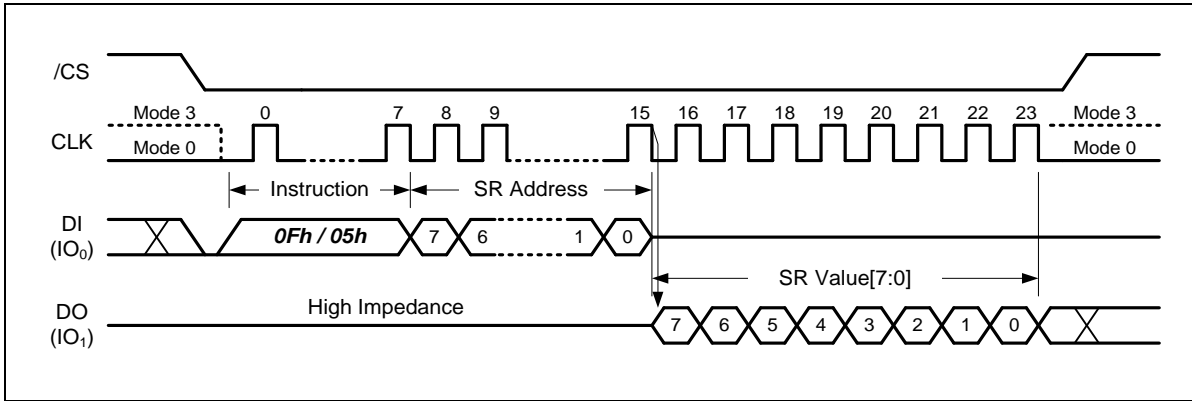 /CS
Mode 3 0 7 8 9 15 16 17 18 19 20 21 22 23 Mode 3
CLK
Mode 0 Mode 0
Instruction SR Address
DI
(IO₀)
0Fh / 05h 7 6 1 0
SR Value[7:0]
High Impedance
DO
(IO₁)
7 6 5 4 3 2 1 0